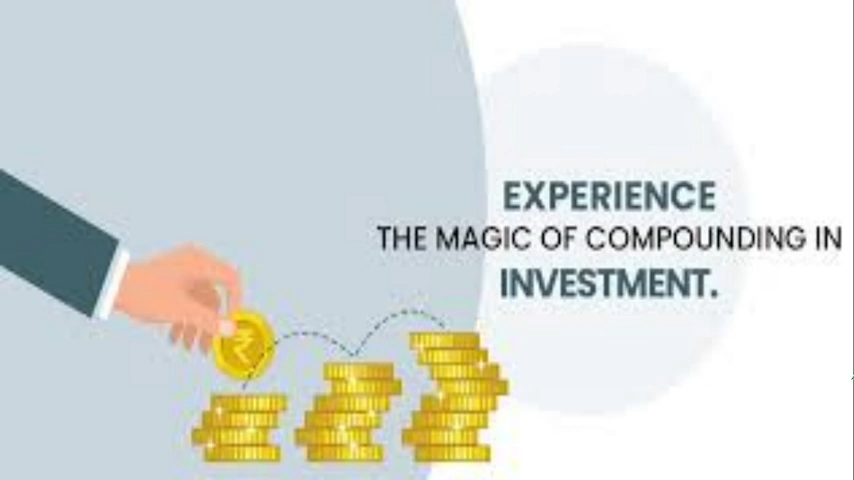 EXPERIENCE
THE MAGIC OF COMPOUNDING IN
INVESTMENT.
₹